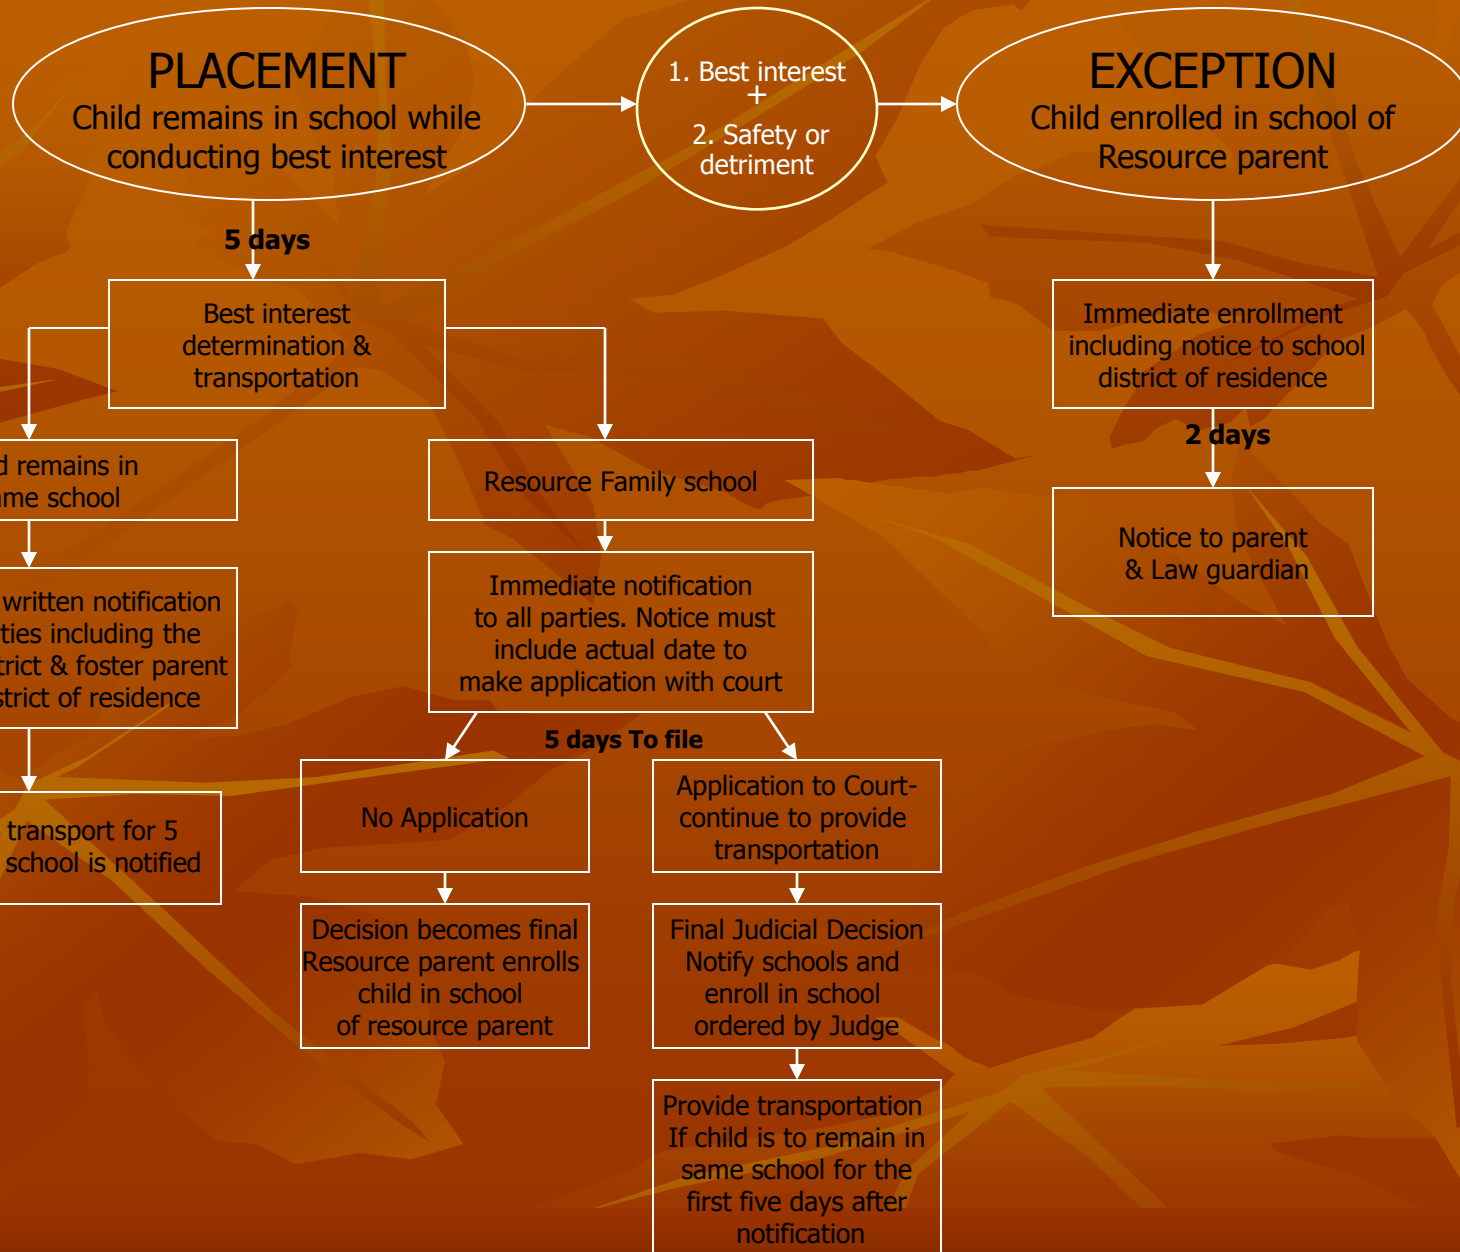 PLACEMENT
Child remains in school while
conducting best interest
1. Best interest
+
2. Safety or
detriment
EXCEPTION
Child enrolled in school of
Resource parent
5 days
Best interest
determination &
transportation
Immediate enrollment
including notice to school
district of residence
2 days
Notice to parent
& Law guardian
remains in
school
written notification
including the
& foster parent
of residence
transport for 5
school is notified
Resource Family school
Immediate notification
to all parties. Notice must
include actual date to
make application with court
5 days To file
No Application
Decision becomes final
Resource parent enrolls
child in school
of resource parent
Application to Court-
continue to provide
transportation
Final Judicial Decision
Notify schools and
enroll in school
ordered by Judge
Provide transportation
If child is to remain in
same school for the
first five days after
notification